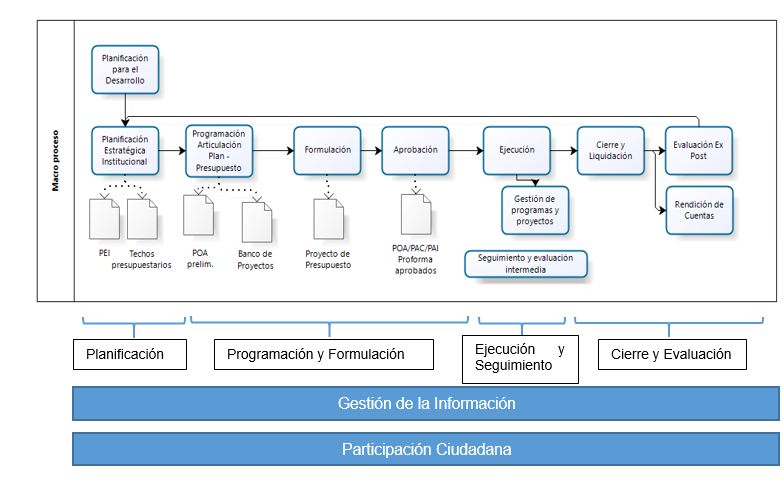 Macro proceso
Planificación
para el
Desarrollo
Planificación
Estratégica
Institucional
Programación
Articulación
Plan -
Presupuesto
Formulación
Aprobación
Ejecución
Cierre y
Liquidación
Evaluación Ex
Post
Gestión de
programas y
proyectos
Rendición de
Cuentas
PEI
Techos
presupuestarios
POA
prelim.
Banco de
Proyectos
Proyecto de
Presupuesto
POA/PAC/PAI
Proforma
aprobados
Seguimiento y evaluación
intermedia
Planificación
Programación y Formulación
Ejecución y
Seguimiento
Cierre y Evaluación
Gestión de la Información
Participación Ciudadana